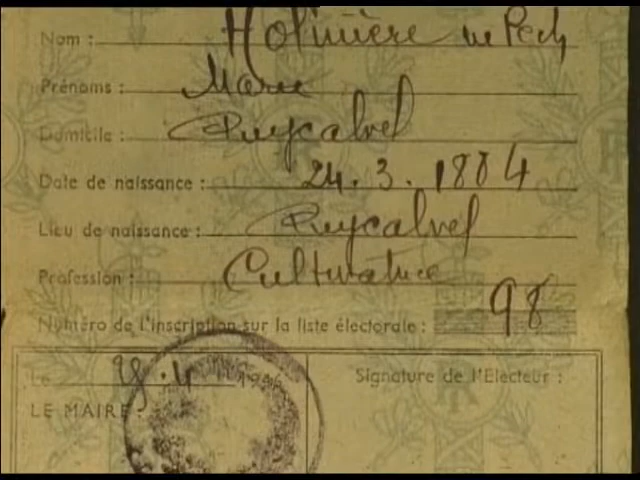 Nom : Molinière née Pech
Prénoms : Marie
Domicile : Puycalvel
Date de naissance : 24.3.1884
Lieu de naissance : Puycalvel
Profession : Cultivatrice
Numéro de l'inscription sur la liste électorale : 98
Le
LE MAIRE :
Signature de l'Electeur :